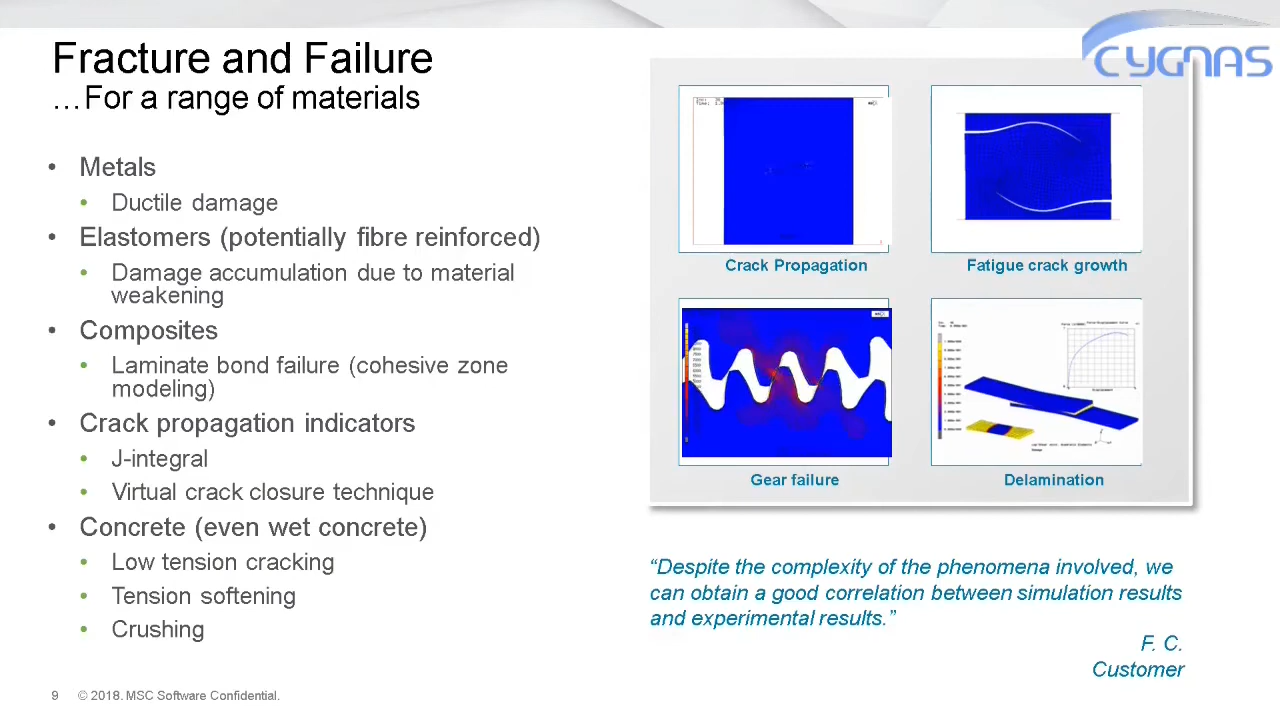 CYGNAS
Fracture and Failure
…For a range of materials
• Metals
• Ductile damage
• Elastomers (potentially fibre reinforced)
• Damage accumulation due to material
weakening
• Composites
• Laminate bond failure (cohesive zone
modeling)
• Crack propagation indicators
• J-integral
• Virtual crack closure technique
• Concrete (even wet concrete)
• Low tension cracking
• Tension softening
• Crushing
Crack Propagation
Fatigue crack growth
Gear failure
Delamination
“Despite the complexity of the phenomena involved, we
can obtain a good correlation between simulation results
and experimental results.”
F. C.
Customer
9 © 2018. MSC Software Confidential.